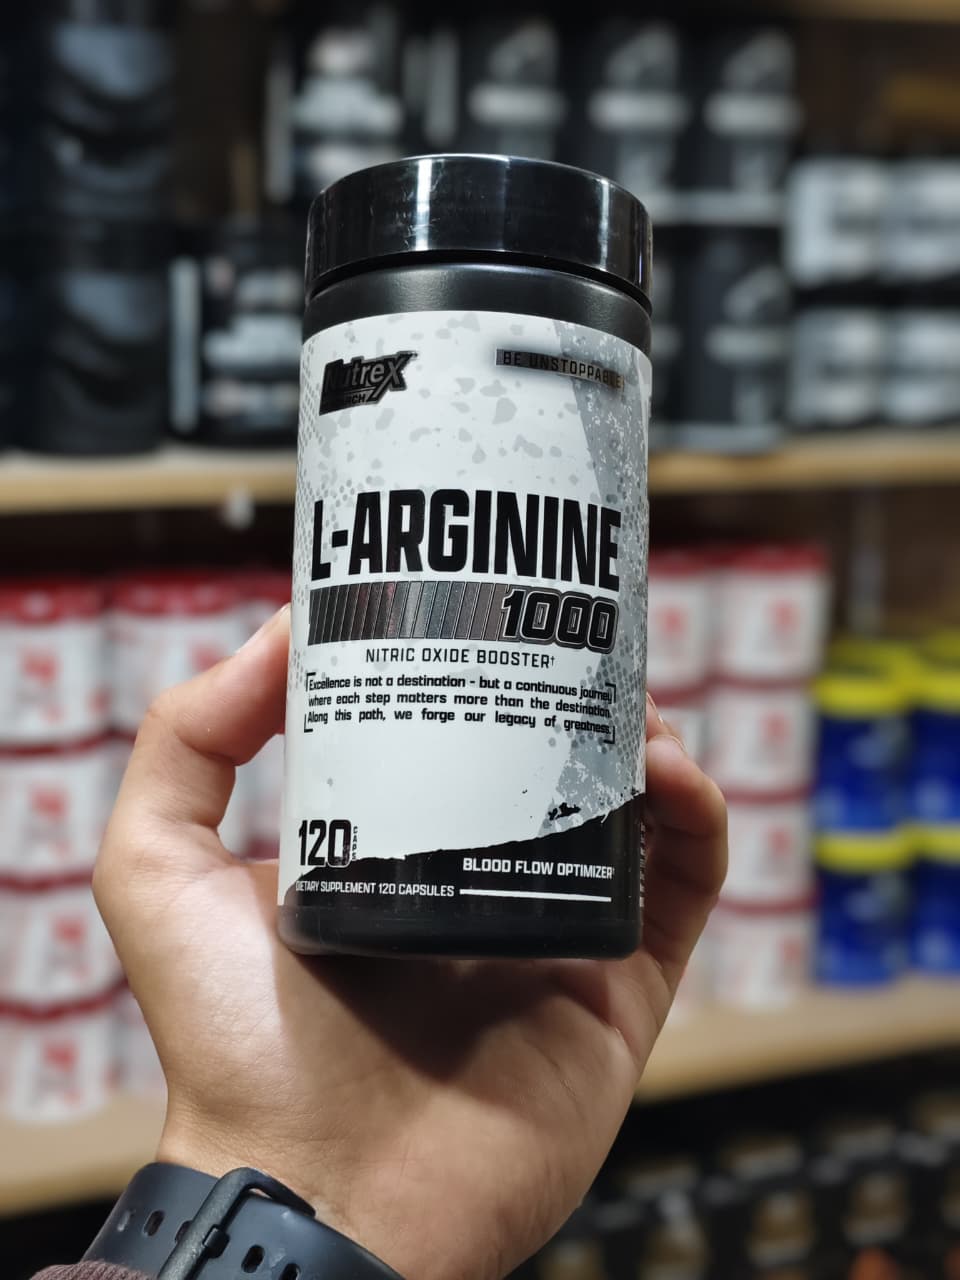 Nutrex
RESEARCH
BE UNSTOPPABLE
L-ARGININE
1000
NITRIC OXIDE BOOSTER†
Excellence is not a destination - but a continuous journey
where each step matters more than the destination.
Along this path, we forge our legacy of greatness.
120 CAPS
BLOOD FLOW OPTIMIZER†
DIETARY SUPPLEMENT 120 CAPSULES